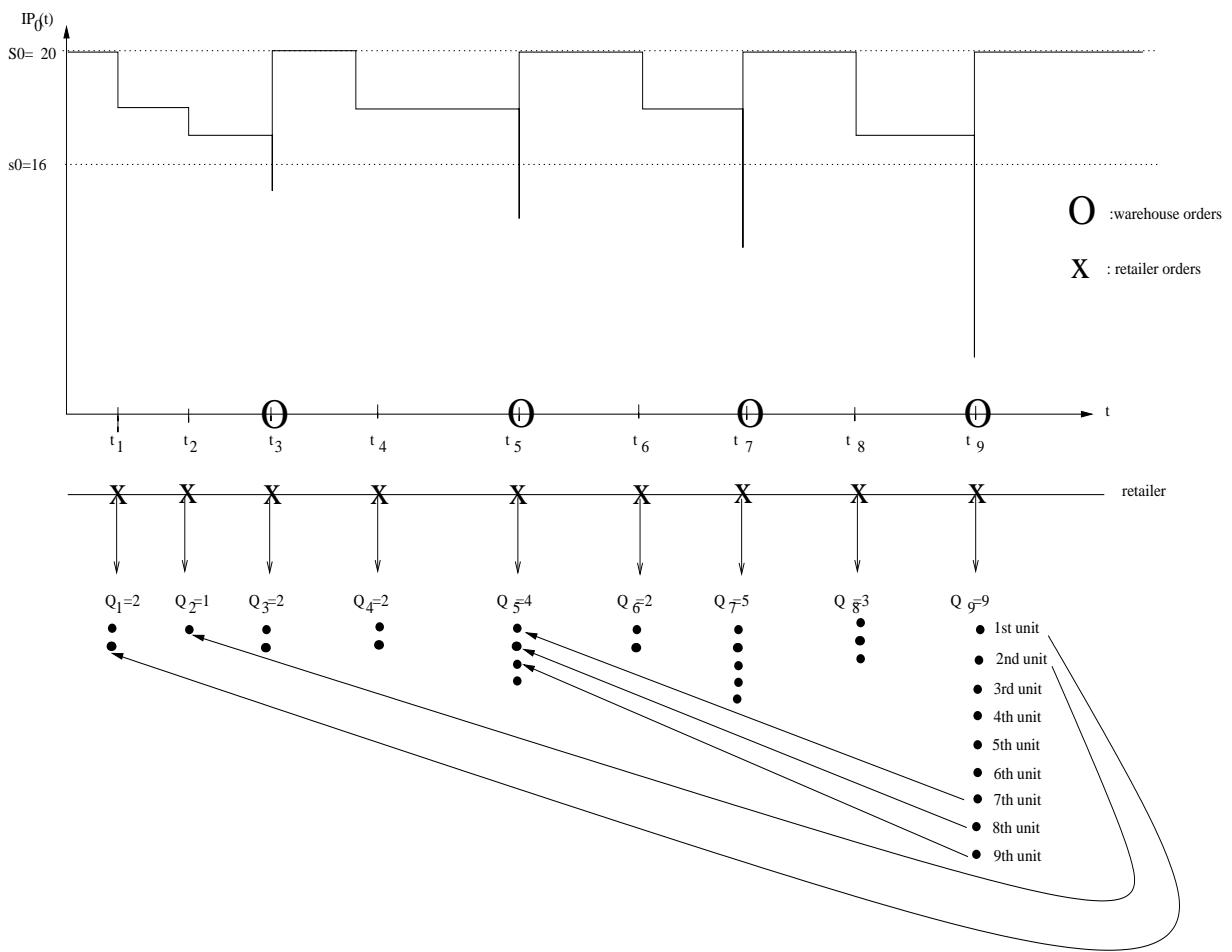 IP0(t)
S0= 20
s0=16
O :warehouse orders
X : retailer orders
O O O O
t
t1 t2 t3 t4 t5 t6 t7 t8 t9
X X X X X X X X X
retailer
Q1=2 Q2=1 Q3=2 Q4=2 Q5=4 Q6=2 Q7=5 Q8=3 Q9=9
1st unit
2nd unit
3rd unit
4th unit
5th unit
6th unit
7th unit
8th unit
9th unit